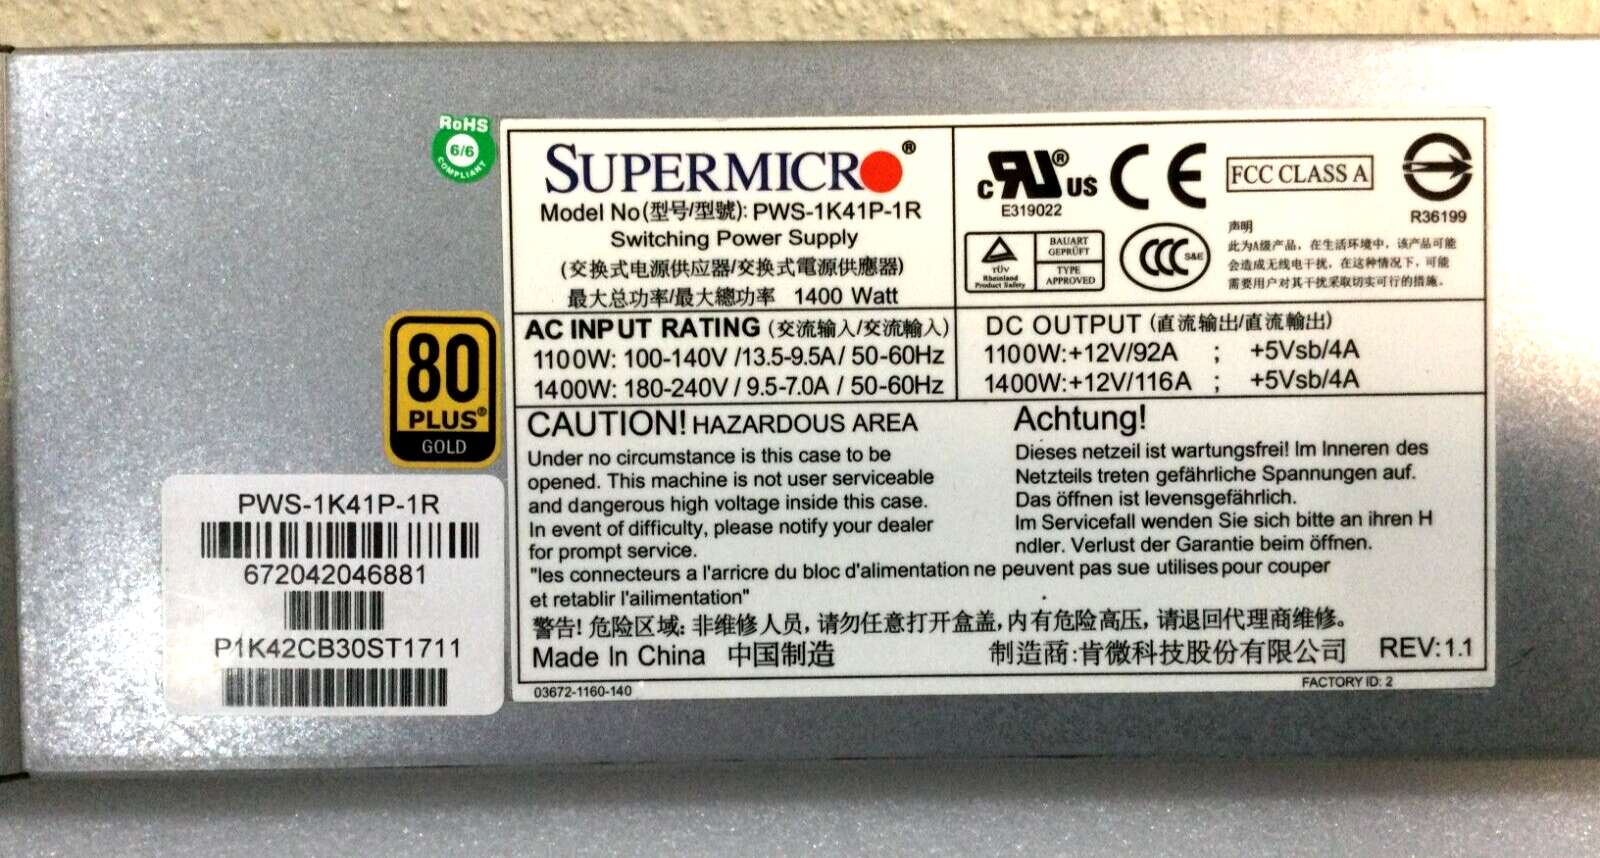 RoHS
6/6
COMPLIANT
SUPERMICRO®
Model No(型号/型號): PWS-1K41P-1R
Switching Power Supply
(交换式电源供应器/交換式電源供應器)
最大总功率/最大總功率 1400 Watt
c RU ® US
E319022
CE
FCC CLASS A
R36199
TÜV
Rheinland
Product Safety
BAUART
GEPRÜFT
TYPE
APPROVED
CCC S&E
声明
此为A级产品，在生活环境中，该产品可能
会造成无线电干扰。在这种情况下，可能
需要用户对其干扰采取切实可行的措施。
AC INPUT RATING (交流输入/交流輸入)
1100W: 100-140V /13.5-9.5A / 50-60Hz
1400W: 180-240V / 9.5-7.0A / 50-60Hz
DC OUTPUT (直流输出/直流輸出)
1100W:+12V/92A ; +5Vsb/4A
1400W:+12V/116A ; +5Vsb/4A
80
PLUS®
GOLD
CAUTION! HAZARDOUS AREA
Under no circumstance is this case to be
opened. This machine is not user serviceable
and dangerous high voltage inside this case.
In event of difficulty, please notify your dealer
for prompt service.
Achtung!
Dieses netzeil ist wartungsfrei! Im Inneren des
Netzteils treten gefährliche Spannungen auf.
Das öffnen ist levensgefährlich.
Im Servicefall wenden Sie sich bitte an ihren H
ndler. Verlust der Garantie beim öffnen.
"les connecteurs a l'arricre du bloc d'alimentation ne peuvent pas sue utilises pour couper
et retablir l'ailimentation"
警告! 危险区域: 非维修人员, 请勿任意打开盒盖, 内有危险高压, 请退回代理商维修。
Made In China 中国制造
制造商: 肯微科技股份有限公司 REV:1.1
03672-1160-140
FACTORY ID: 2
PWS-1K41P-1R
672042046881
P1K42CB30ST1711